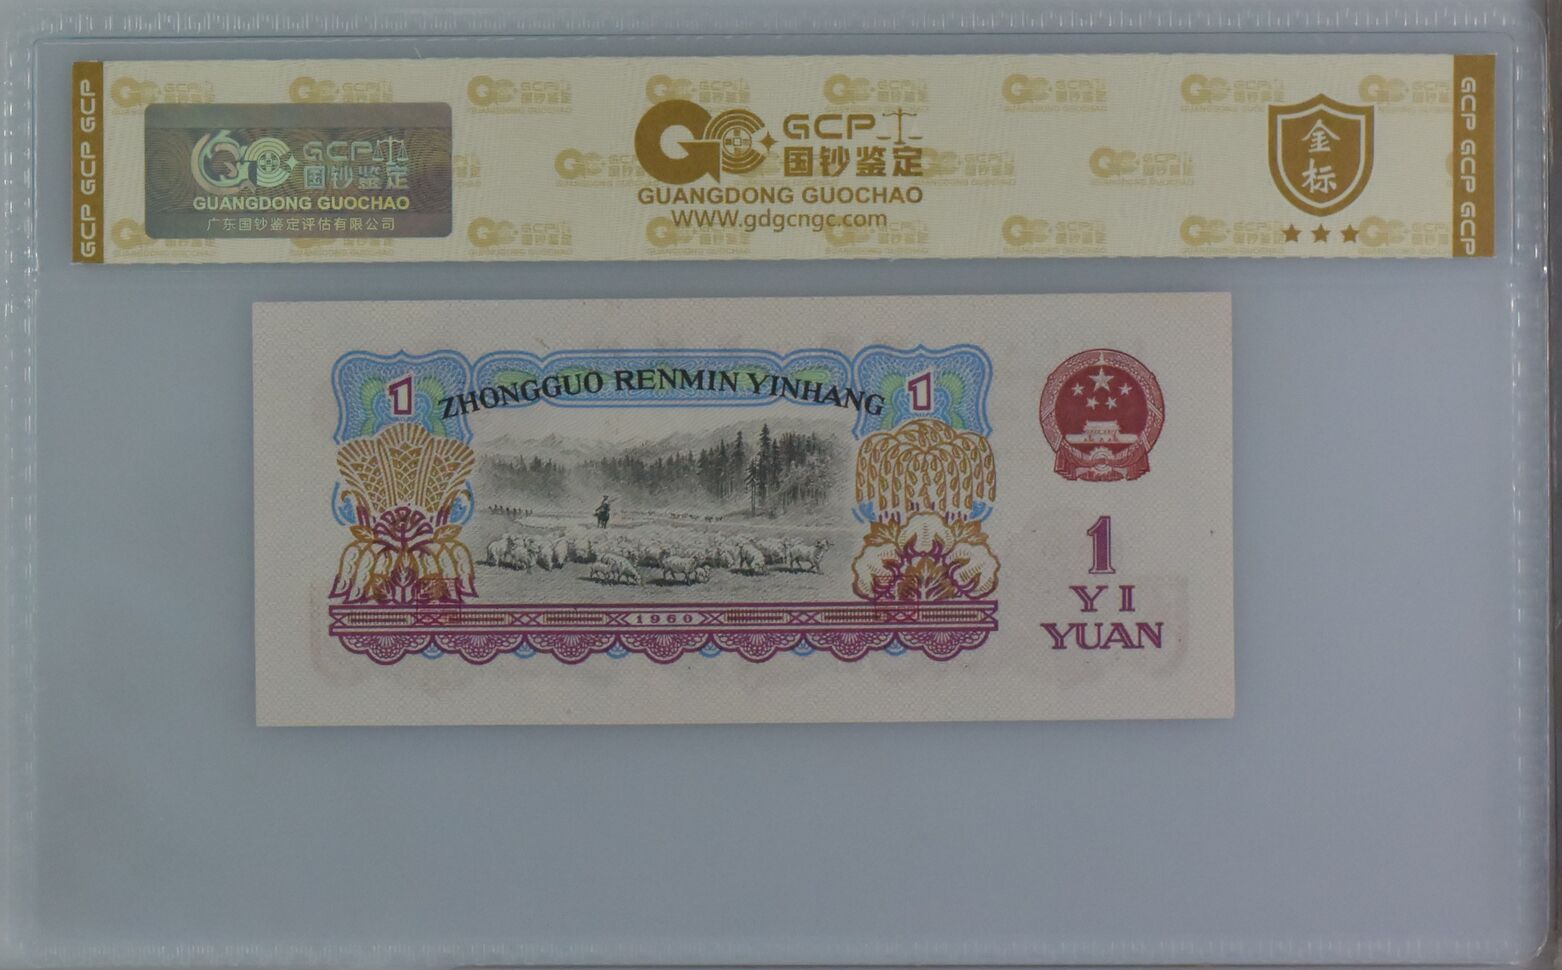 GCP GCP GCP
GCP
国钞鉴定
GUANGDONG GUOCHAO
广东国钞鉴定评估有限公司
GCP
国钞鉴定
GUANGDONG GUOCHAO
WWW.gdgcngc.com
金
标
GCP GCP GCP
ZHONGGUO RENMIN YINHANG
1
1
1960
1
YI
YUAN